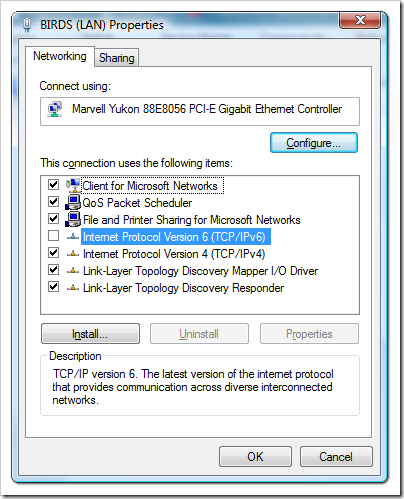 BIRDS (LAN) Properties
Networking
Sharing
Connect using:
Marvell Yukon 88E8056 PCI-E Gigabit Ethernet Controller
Configure...
This connection uses the following items:
Client for Microsoft Networks
QoS Packet Scheduler
File and Printer Sharing for Microsoft Networks
Internet Protocol Version 6 (TCP/IPv6)
Internet Protocol Version 4 (TCP/IPv4)
Link-Layer Topology Discovery Mapper I/O Driver
Link-Layer Topology Discovery Responder
Install...
Uninstall
Properties
Description
TCP/IP version 6. The latest version of the internet protocol
that provides communication across diverse interconnected
networks.
OK
Cancel